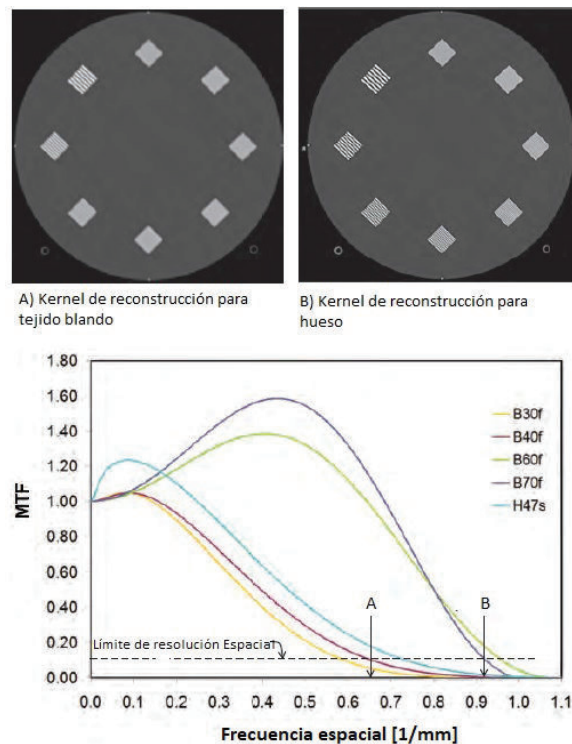 A) Kernel de reconstrucción para
tejido blando
B) Kernel de reconstrucción para
hueso
1.80
1.60
1.40
1.20
1.00
0.80
0.60
0.40
0.20
0.00
MTF
B30f
B40f
B60f
B70f
H47s
A
B
Límite de resolución Espacial
0.0 0.1 0.2 0.3 0.4 0.5 0.6 0.7 0.8 0.9 1.0 1.1
Frecuencia espacial [1/mm]